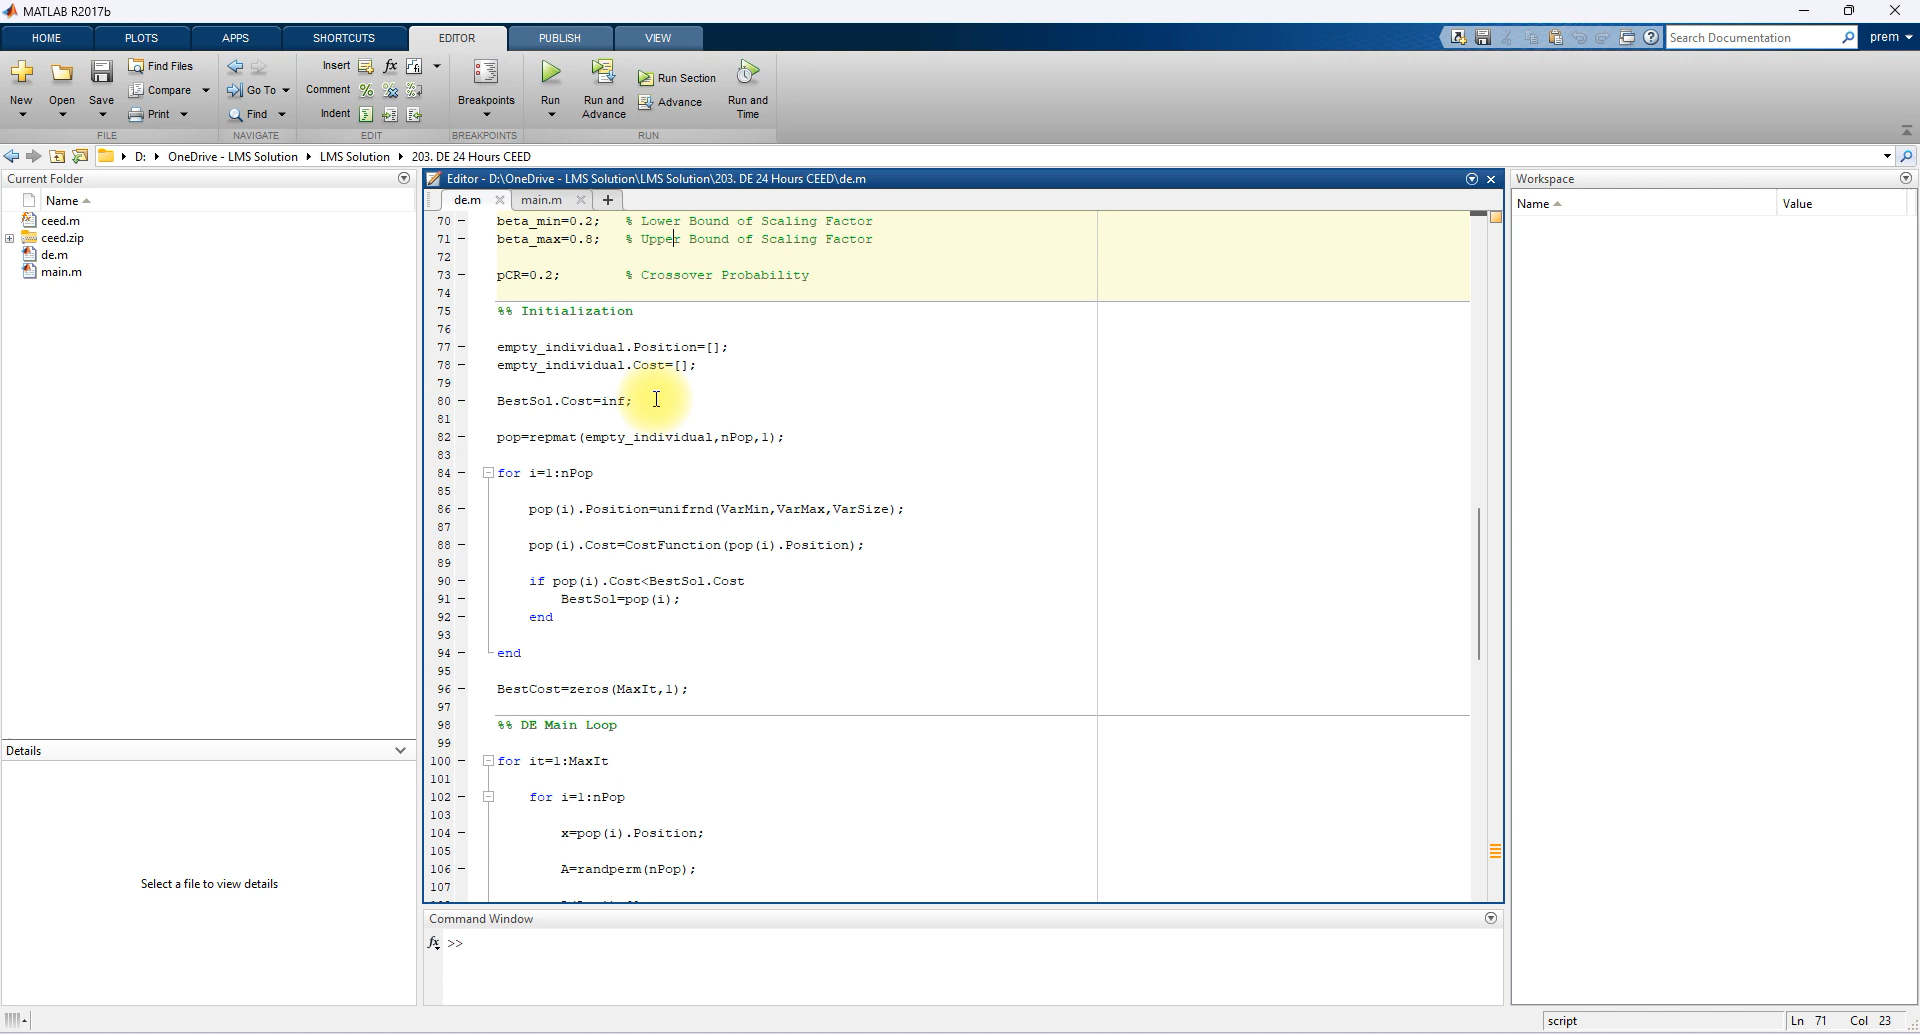 MATLAB R2017b
HOME PLOTS APPS SHORTCUTS EDITOR PUBLISH VIEW
Search Documentation prem
New Open Save Find Files Compare Print
Go To Find
Insert fx
Comment
Indent
Breakpoints
Run Run and Advance Run Section Advance Run and Time
FILE NAVIGATE EDIT BREAKPOINTS RUN
D: OneDrive - LMS Solution LMS Solution 203. DE 24 Hours CEED
Current Folder
Name
ceed.m
ceed.zip
de.m
main.m
Details
Select a file to view details
Editor - D:\OneDrive - LMS Solution\LMS Solution\203. DE 24 Hours CEED\de.m
de.m main.m
70 beta_min=0.2; % Lower Bound of Scaling Factor
71 beta_max=0.8; % Upper Bound of Scaling Factor
72
73 pCR=0.2; % Crossover Probability
74
75 %% Initialization
76
77 empty_individual.Position=[];
78 empty_individual.Cost=[];
79
80 BestSol.Cost=inf;
81
82 pop=repmat(empty_individual,nPop,1);
83
84 for i=1:nPop
85
86 pop(i).Position=unifrnd(VarMin,VarMax,VarSize);
87
88 pop(i).Cost=CostFunction(pop(i).Position);
89
90 if pop(i).Cost<BestSol.Cost
91 BestSol=pop(i);
92 end
93
94 end
95
96 BestCost=zeros(MaxIt,1);
97
98 %% DE Main Loop
99
100 for it=1:MaxIt
101
102 for i=1:nPop
103
104 x=pop(i).Position;
105
106 A=randperm(nPop);
107
Command Window
fx >>
Workspace
Name Value
script Ln 71 Col 23